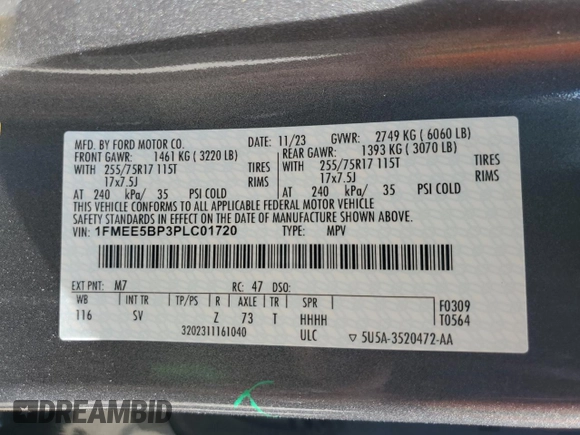 MFD. BY FORD MOTOR CO.
DATE: 11/23 GVWR: 2749 KG ( 6060 LB)
FRONT GAWR: 1461 KG ( 3220 LB) REAR GAWR: 1393 KG ( 3070 LB)
WITH 255/75R17 115T TIRES WITH 255/75R17 115T TIRES
17x7.5J RIMS 17x7.5J RIMS
AT 240 kPa/ 35 PSI COLD AT 240 kPa/ 35 PSI COLD
THIS VEHICLE CONFORMS TO ALL APPLICABLE FEDERAL MOTOR VEHICLE
SAFETY STANDARDS IN EFFECT ON THE DATE OF MANUFACTURE SHOWN ABOVE.
VIN: 1FMEE5BP3PLC01720 TYPE: MPV
EXT PNT: M7 RC: 47 DSO:
WB INT TR TP/PS R AXLE TR SPR
116 SV Z 73 T HHHH
F0309
T0564
3202311161040 ULC ▽ 5U5A-3520472-AA
DREAMBID